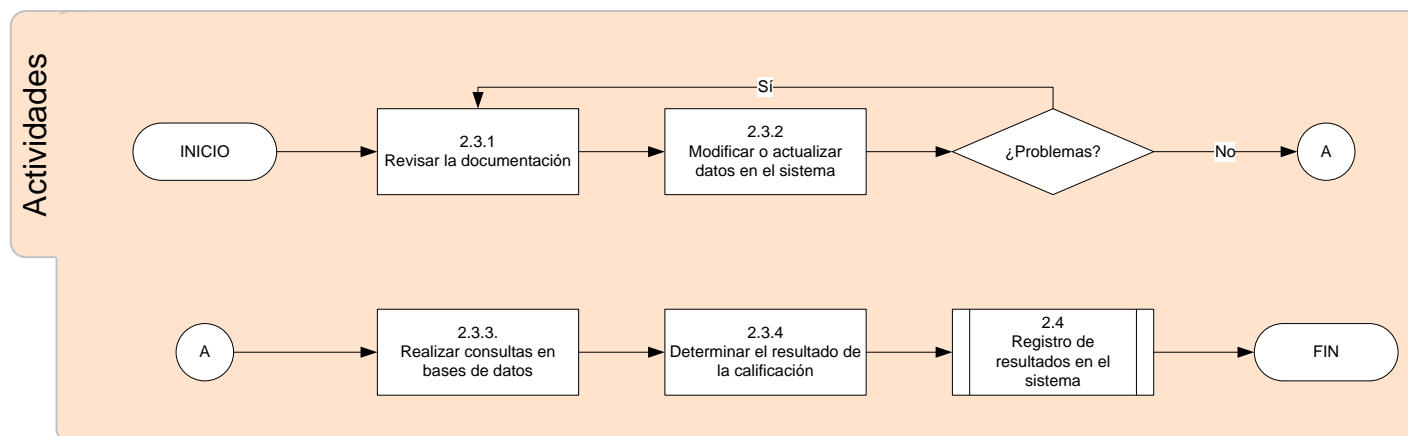 Actividades
Sí
INICIO
2.3.1
Revisar la documentación
2.3.2
Modificar o actualizar
datos en el sistema
¿Problemas?
No
A
A
2.3.3.
Realizar consultas en
bases de datos
2.3.4
Determinar el resultado de
la calificación
2.4
Registro de
resultados en el
sistema
FIN